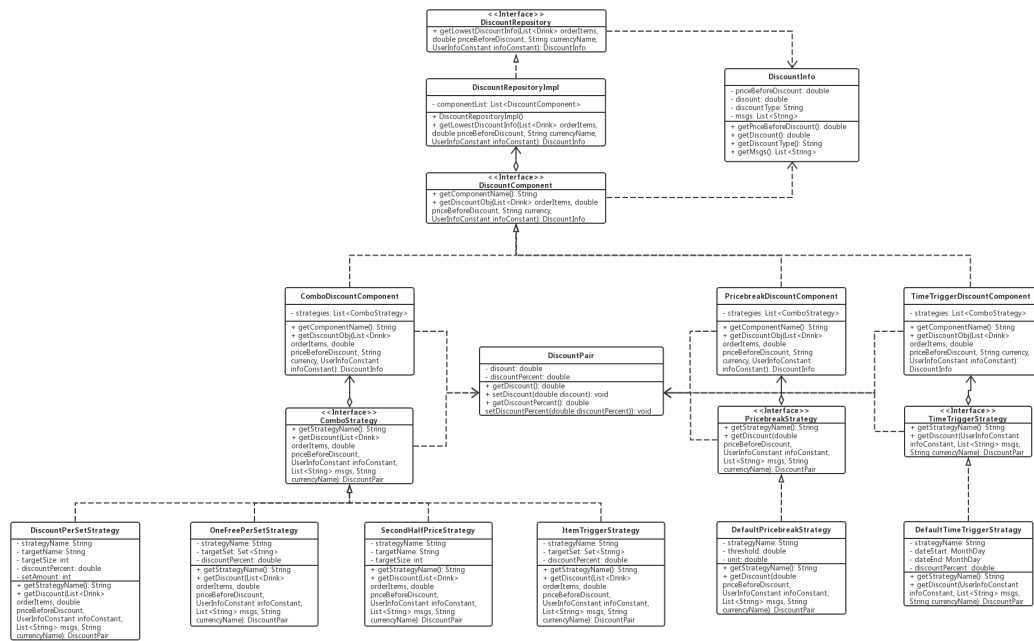 <<Interface>>
DiscountRepository
+ getLowestDiscountInfo(List<Drink> orderItems,
double priceBeforeDiscount, String currencyName,
UserInfoConstant infoConstant): DiscountInfo
DiscountRepositoryImpl
- componentList: List<DiscountComponent>
+ DiscountRepositoryImpl()
+ getLowestDiscountInfo(List<Drink> orderItems,
double priceBeforeDiscount, String currencyName,
UserInfoConstant infoConstant): DiscountInfo
DiscountInfo
- priceBeforeDiscount: double
- disount: double
- discountType: String
- msgs: List<String>
+ getPriceBeforeDiscount(): double
+ getDiscount(): double
+ getDiscountType(): String
+ getMsgs(): List<String>
<<Interface>>
DiscountComponent
+ getComponentName(): String
+ getDiscountObj(List<Drink> orderItems, double
priceBeforeDiscount, String currency,
UserInfoConstant infoConstant): DiscountInfo
ComboDiscountComponent
- strategies: List<ComboStrategy>
+ getComponentName(): String
+ getDiscountObj(List<Drink>
orderItems, double
priceBeforeDiscount, String
currency, UserInfoConstant
infoConstant): DiscountInfo
PricebreakDiscountComponent
- strategies: List<ComboStrategy>
+ getComponentName(): String
+ getDiscountObj(List<Drink>
orderItems, double
priceBeforeDiscount, String
currency, UserInfoConstant
infoConstant): DiscountInfo
TimeTriggerDiscountComponent
- strategies: List<ComboStrategy>
+ getComponentName(): String
+ getDiscountObj(List<Drink>
orderItems, double
priceBeforeDiscount, String currency,
UserInfoConstant infoConstant):
DiscountInfo
DiscountPair
- disount: double
- discountPercent: double
+ getDiscount(): double
+ setDiscount(double discount): void
+ getDiscountPercent(): double
setDiscountPercent(double discountPercent)): void
<<Interface>>
ComboStrategy
+ getStrategyName(): String
+ getDiscount(List<Drink>
orderItems, double
priceBeforeDiscount,
UserInfoConstant infoConstant,
List<String> msgs, String
currencyName): DiscountPair
<<Interface>>
PricebreakStrategy
+ getStrategyName(): String
+ getDiscount(double
priceBeforeDiscount,
UserInfoConstant infoConstant,
List<String> msgs, String
currencyName): DiscountPair
<<Interface>>
TimeTriggerStrategy
+ getStrategyName(): String
+ getDiscount(UserInfoConstant
infoConstant, List<String> msgs,
String currencyName): DiscountPair
DiscountPerSetStrategy
- strategyName: String
- targetName: String
- targetSize: int
- discountPercent: double
- setAmount: int
+ getStrategyName(): String
+ getDiscount(List<Drink>
orderItems, double
priceBeforeDiscount,
UserInfoConstant infoConstant,
List<String> msgs, String
currencyName): DiscountPair
OneFreePerSetStrategy
- strategyName: String
- targetSet: Set<String>
- discountPercent: double
+ getStrategyName(): String
+ getDiscount(List<Drink>
orderItems, double
priceBeforeDiscount,
UserInfoConstant infoConstant,
List<String> msgs, String
currencyName): DiscountPair
SecondHalfPriceStrategy
- strategyName: String
- targetName: String
- targetSize: int
+ getStrategyName(): String
+ getDiscount(List<Drink>
orderItems, double
priceBeforeDiscount,
UserInfoConstant infoConstant,
List<String> msgs, String
currencyName): DiscountPair
ItemTriggerStrategy
- strategyName: String
- targetSet: Set<String>
- discountPercent: double
+ getStrategyName(): String
+ getDiscount(List<Drink>
orderItems, double
priceBeforeDiscount,
UserInfoConstant infoConstant,
List<String> msgs, String
currencyName): DiscountPair
DefaultPricebreakStrategy
- strategyName: String
- threshold: double
- unit: double
+ getStrategyName(): String
+ getDiscount(double
priceBeforeDiscount,
UserInfoConstant infoConstant,
List<String> msgs, String
currencyName): DiscountPair
DefaultTimeTriggerStratagy
- strategyName: String
- dateStart: MonthDay
- dateEnd: MonthDay
- discountPercent: double
+ getStrategyName(): String
+ getDiscount(UserInfoConstant
infoConstant, List<String> msgs,
String currencyName): DiscountPair